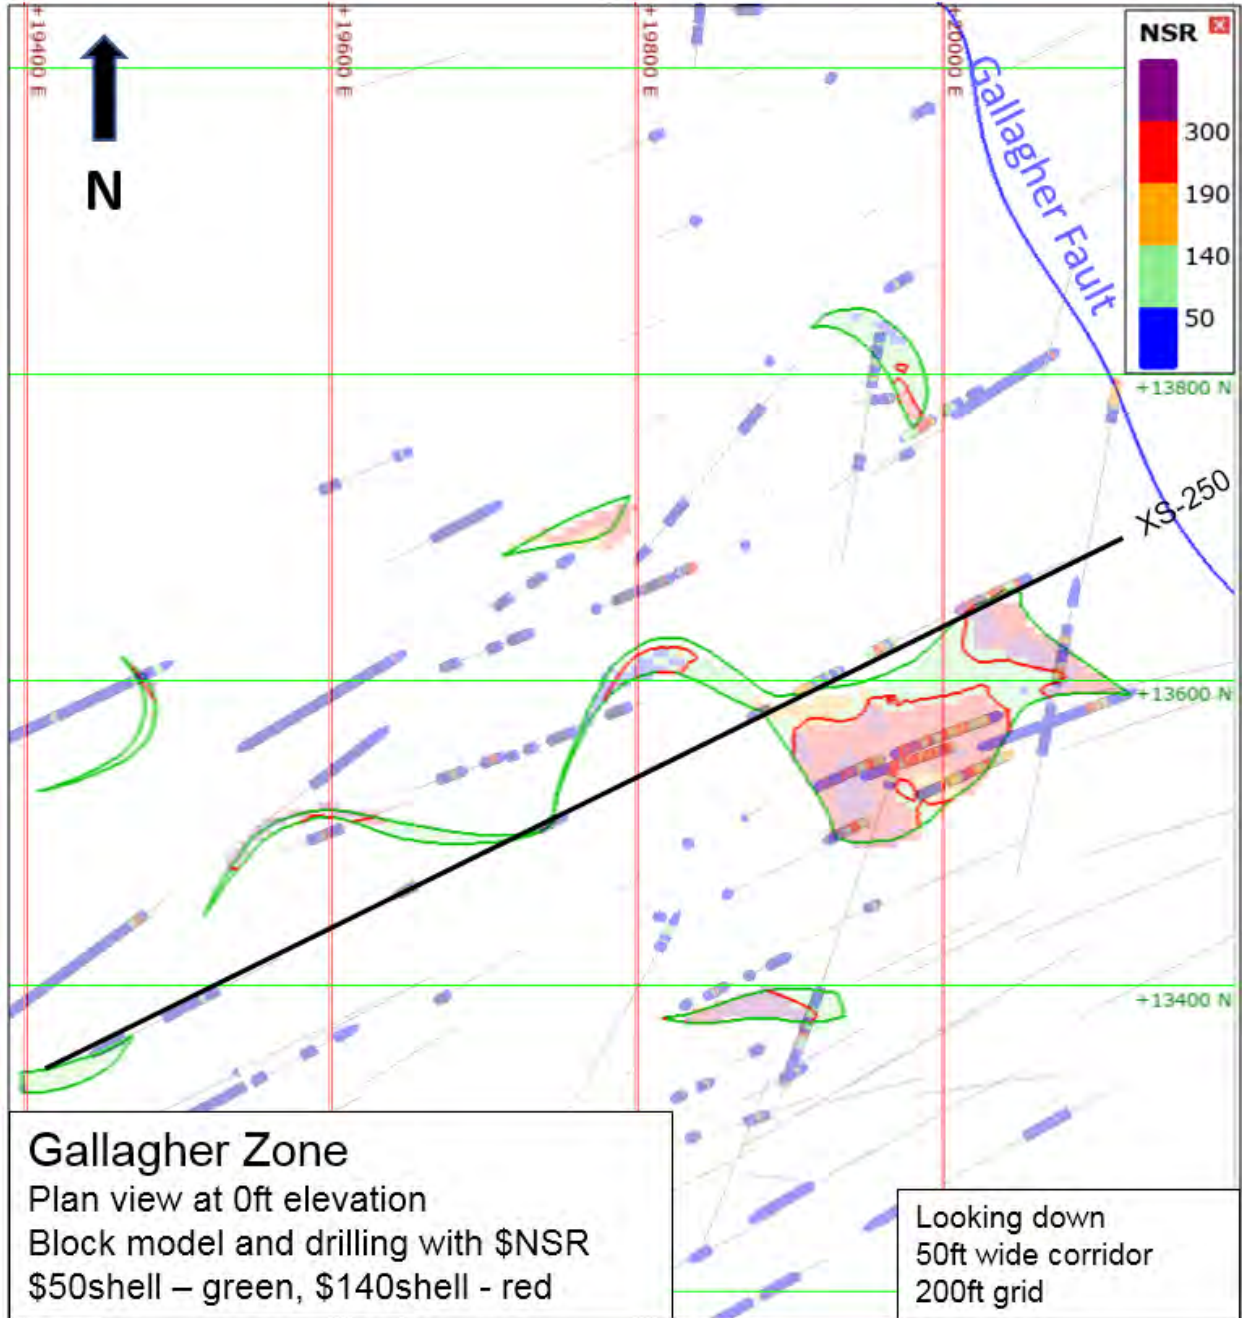 +19400 E
+19600 E
+19800 E
+20000 E
N
NSR
300
190
140
50
Gallagher Fault
+13800 N
XS-250
+13600 N
+13400 N
Gallagher Zone
Plan view at 0ft elevation
Block model and drilling with $NSR
$50shell – green, $140shell - red
Looking down
50ft wide corridor
200ft grid